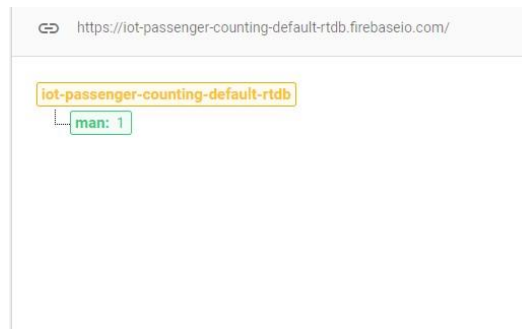 https://iot-passenger-counting-default-rtdb.firebaseio.com/
iot-passenger-counting-default-rtdb
man: 1